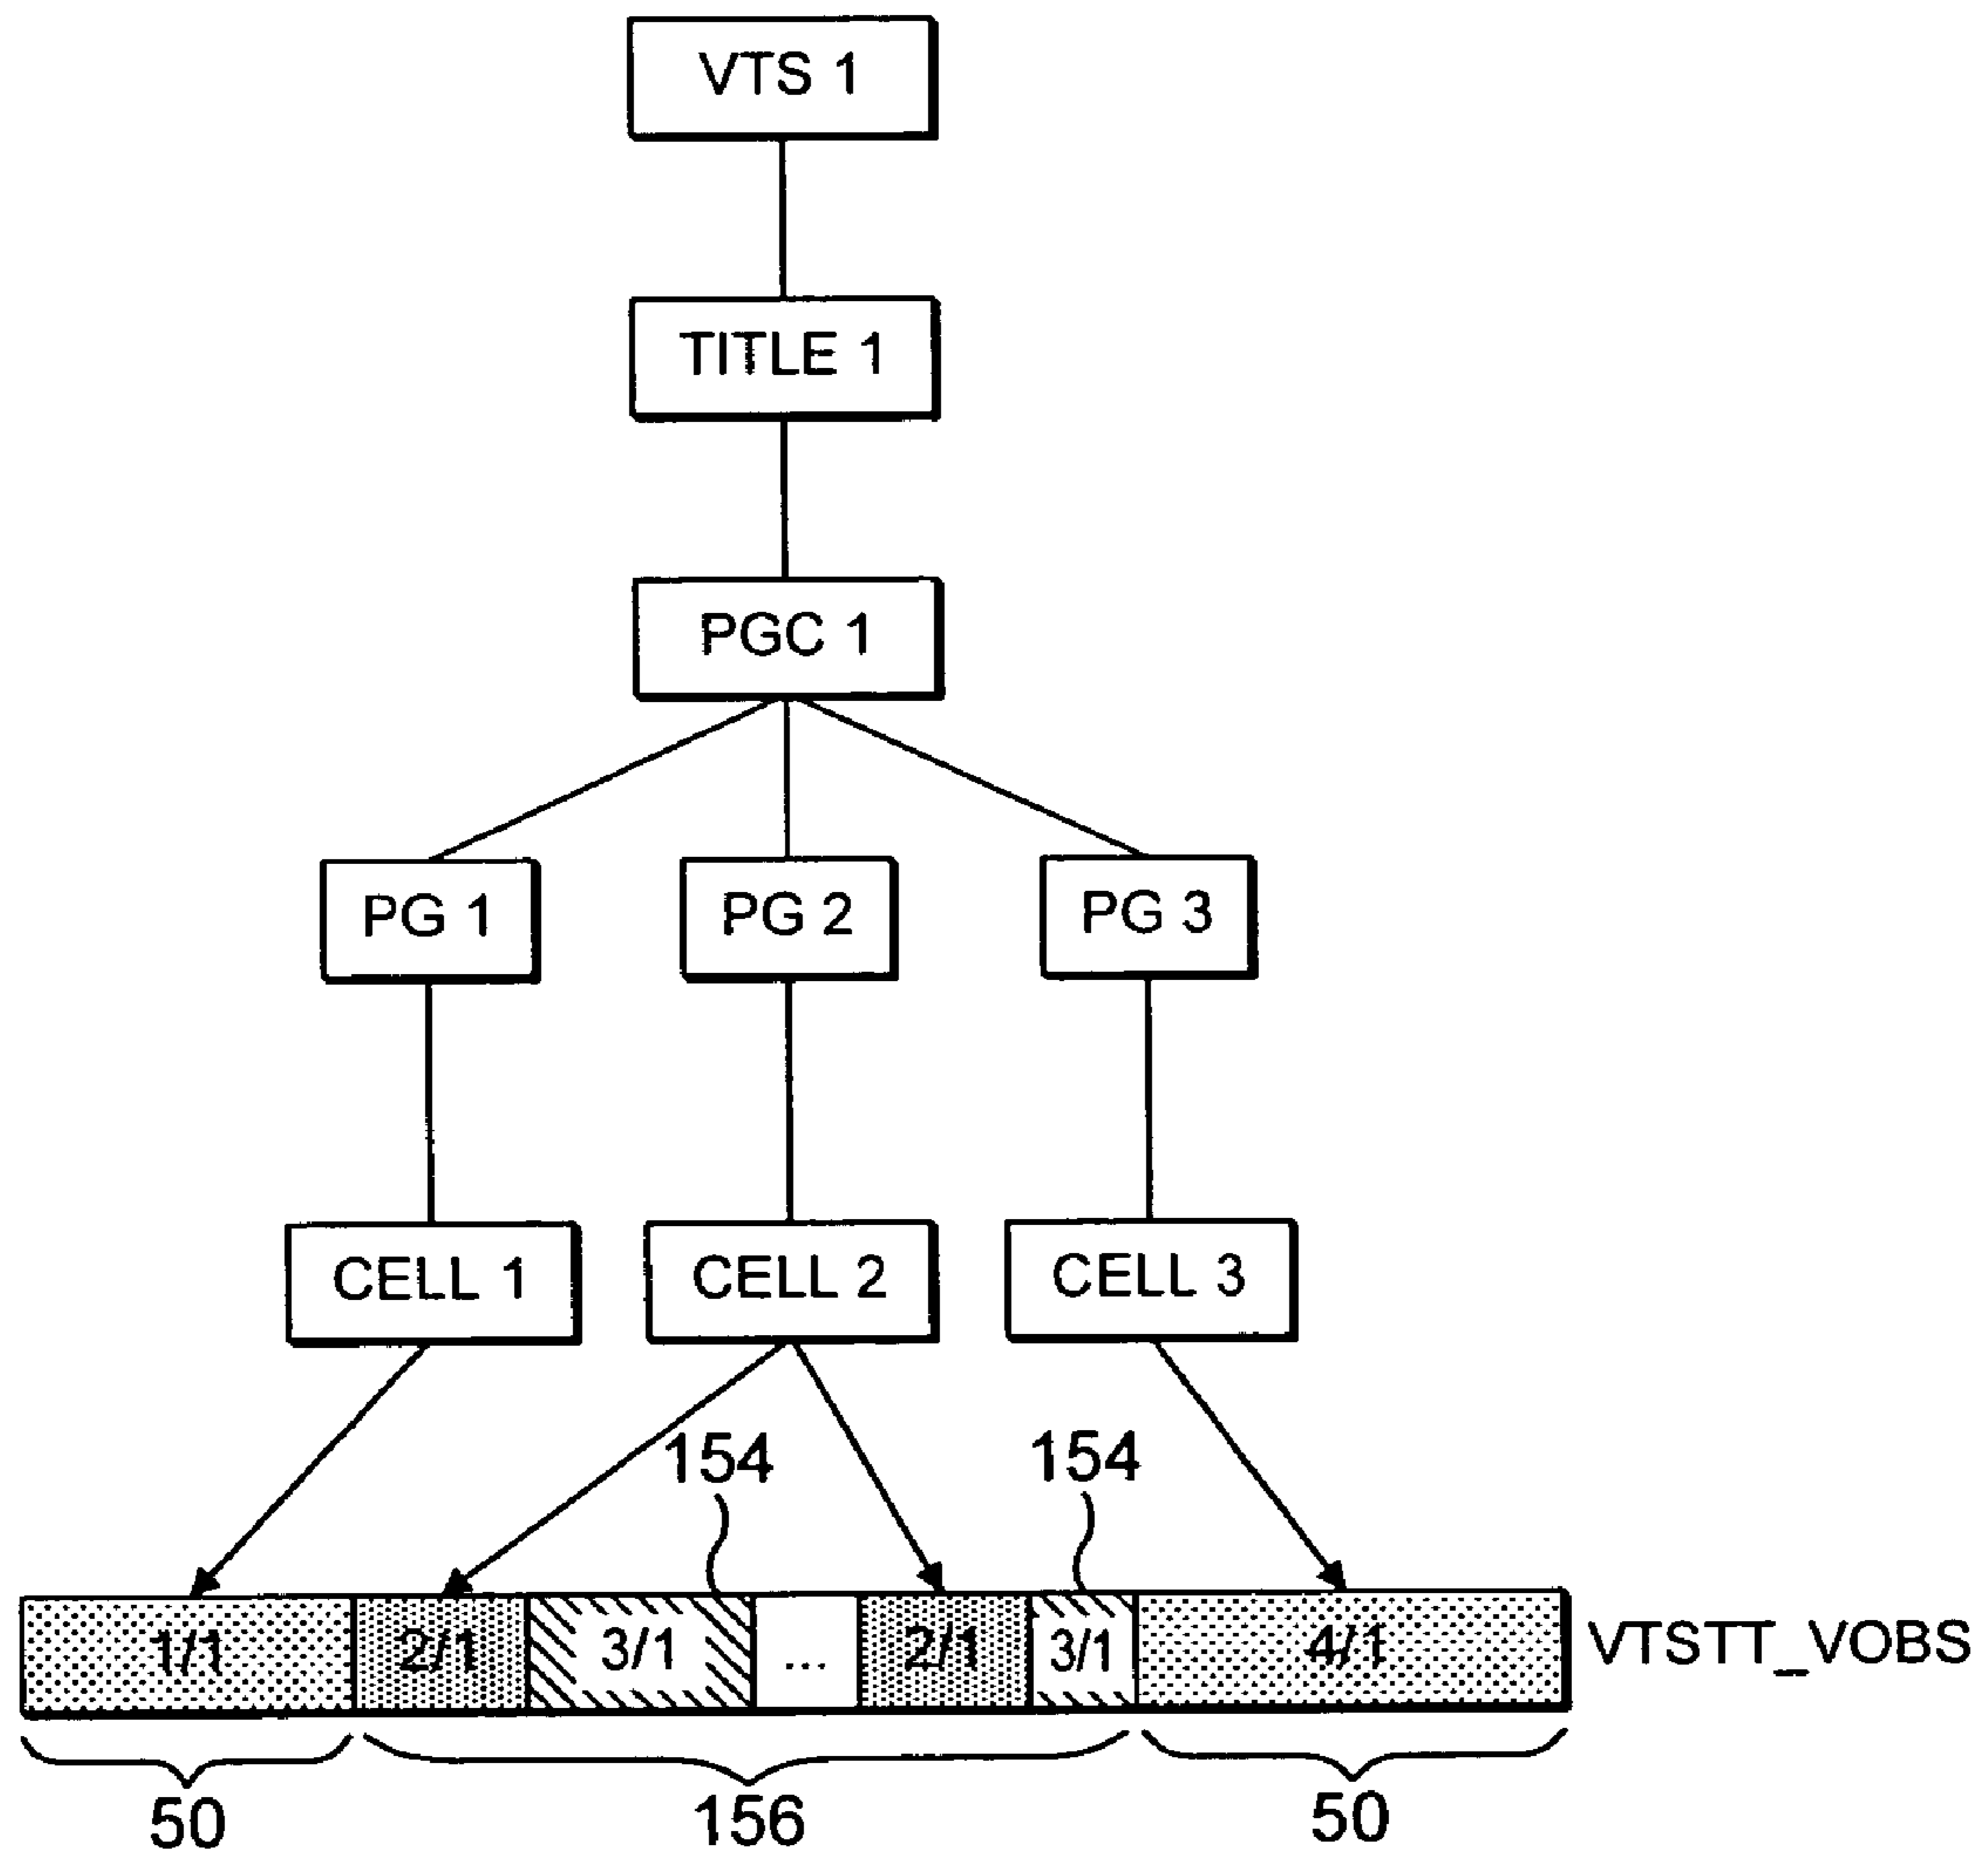 VTS 1
TITLE 1
PGC 1
PG 1 PG 2 PG 3
CELL 1 CELL 2 CELL 3
154 154
1/1 2/1 3/1 ... 2/1 3/1 4/1 VTSTT_VOBS
50 156 50